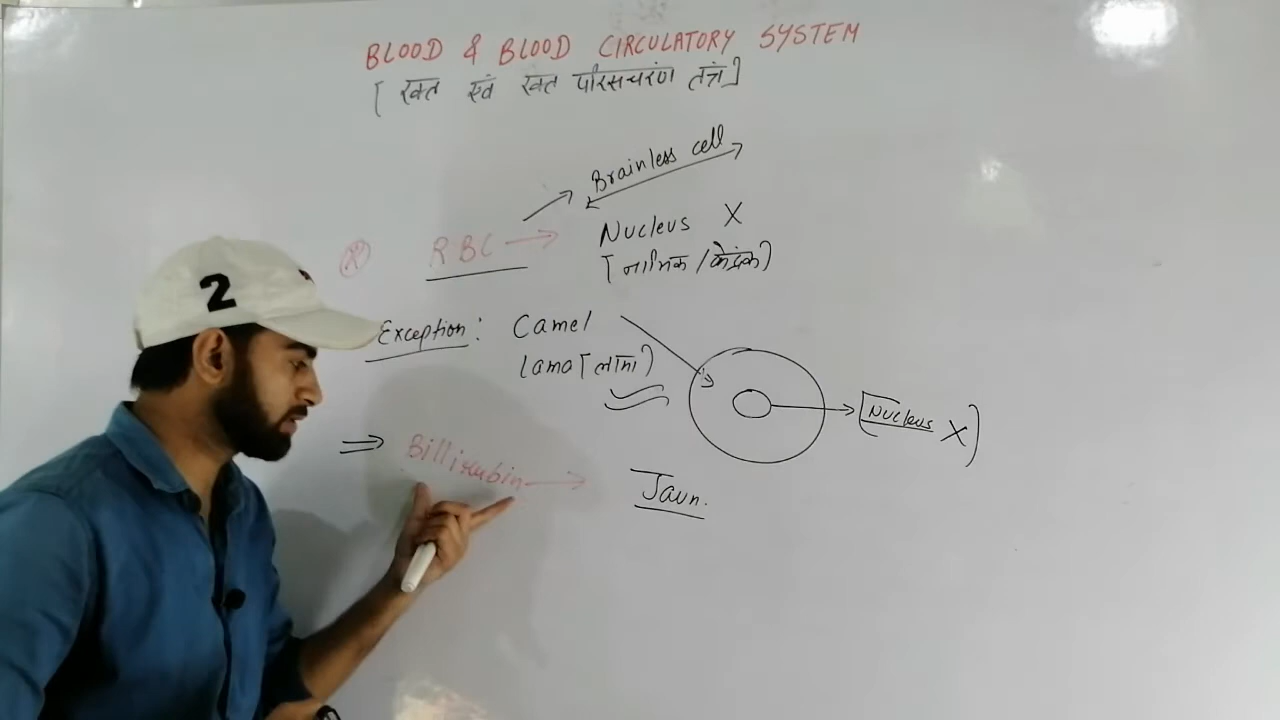 BLOOD & BLOOD CIRCULATORY SYSTEM
[ रक्त एवं रक्त परिसचरंण तंत्र ]
Brainless cell
RBC → Nucleus X
[ नाभिक / केंद्रक ]
Exception : Camel
lama [ लामा )
[ Nucleus X ]
⇒ Billirubin → Jaun.
2